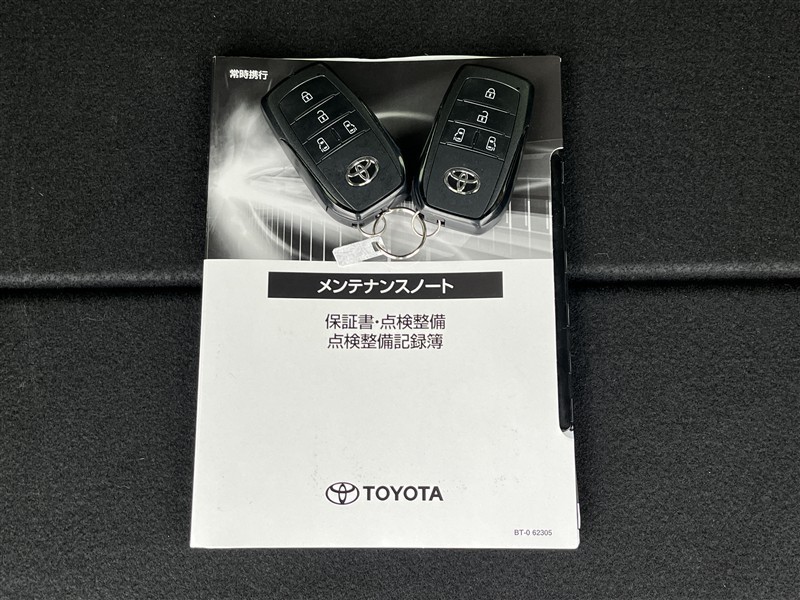 常時携行
メンテナンスノート
保証書・点検整備
点検整備記録簿
TOYOTA
BT-0 62305